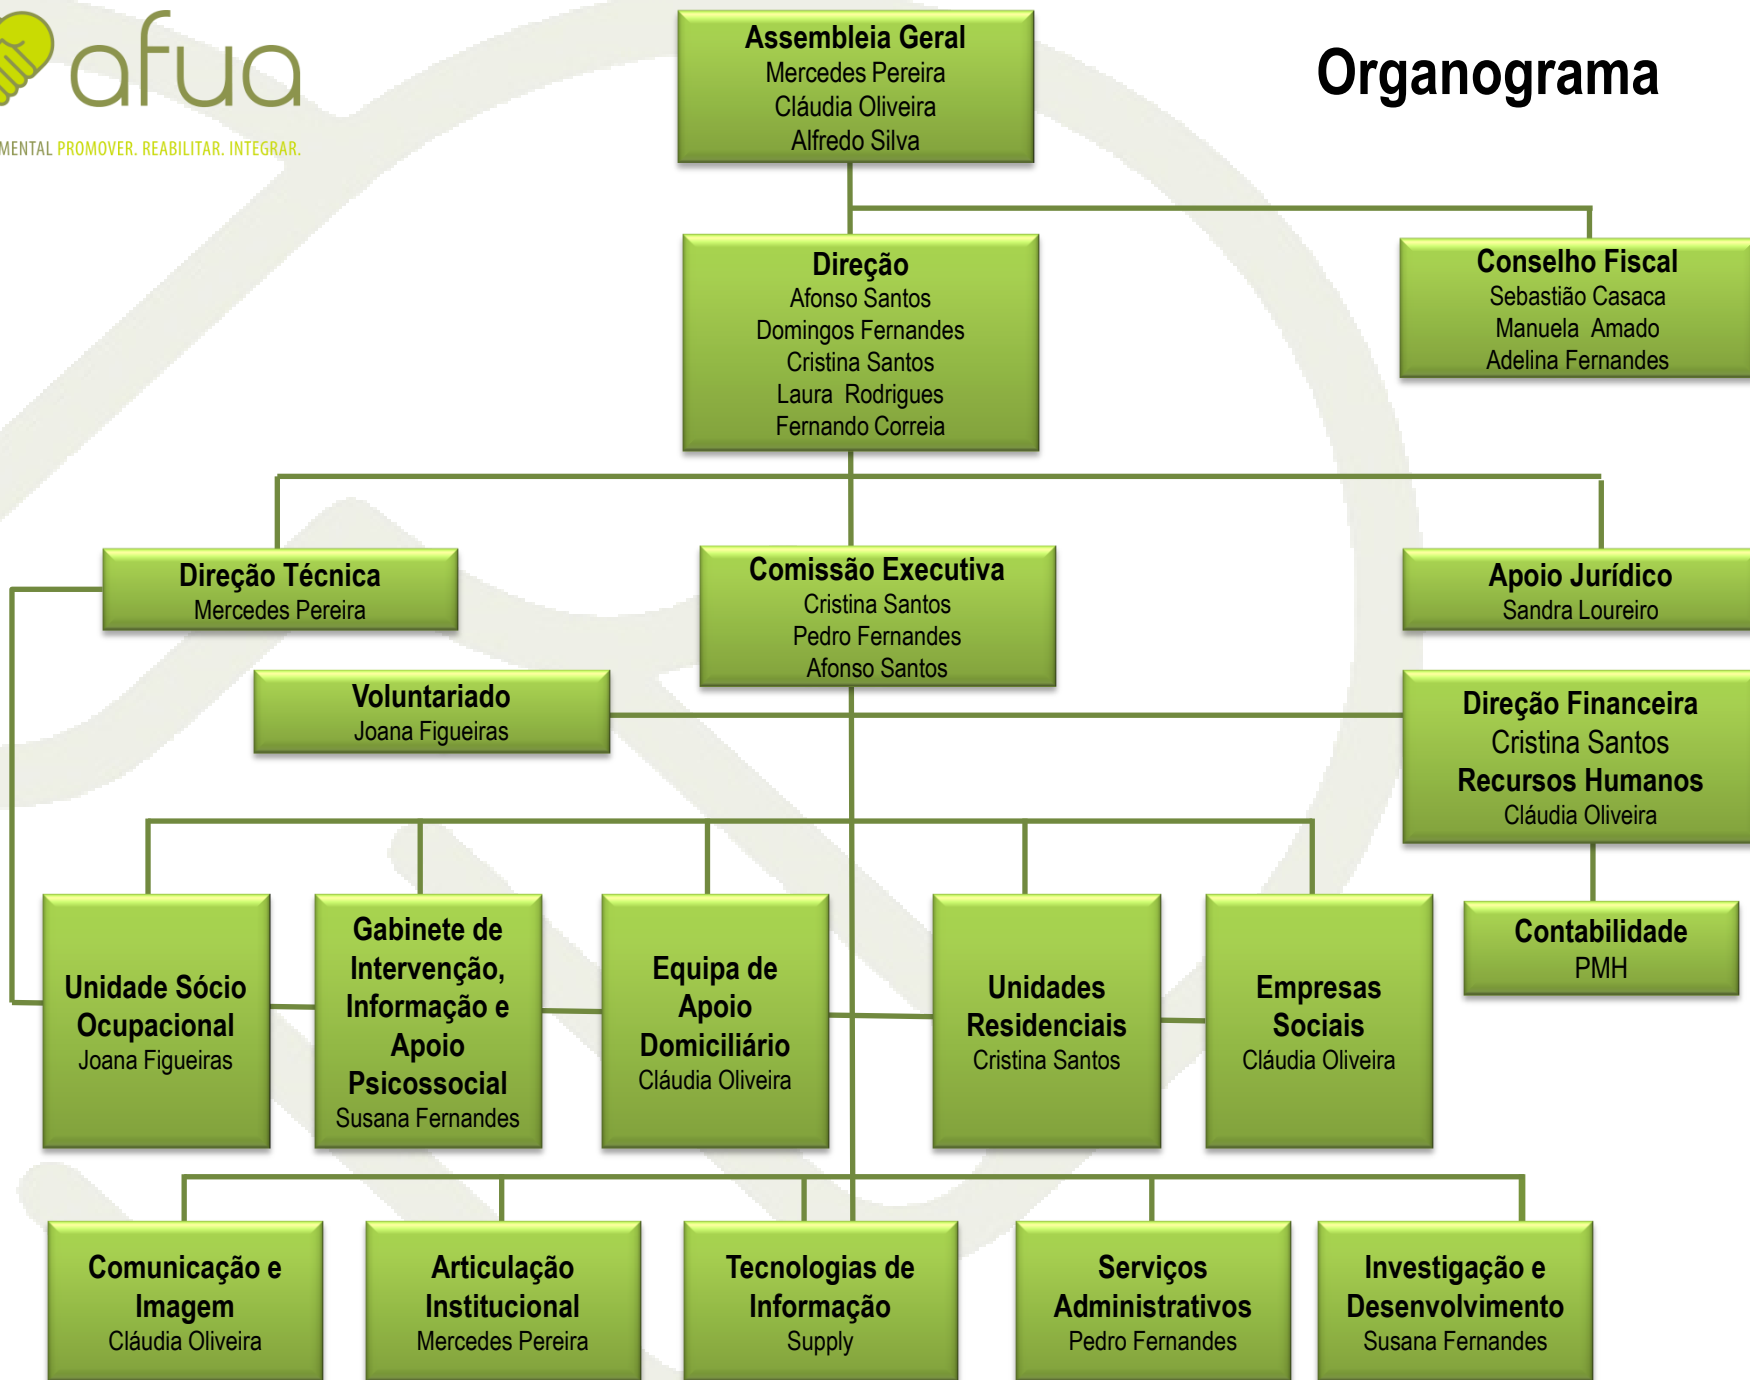 afua
MENTAL PROMOVER. REABILITAR. INTEGRAR.
Organograma
Assembleia Geral
Mercedes Pereira
Cláudia Oliveira
Alfredo Silva
Direção
Afonso Santos
Domingos Fernandes
Cristina Santos
Laura Rodrigues
Fernando Correia
Conselho Fiscal
Sebastião Casaca
Manuela Amado
Adelina Fernandes
Direção Técnica
Mercedes Pereira
Comissão Executiva
Cristina Santos
Pedro Fernandes
Afonso Santos
Apoio Jurídico
Sandra Loureiro
Voluntariado
Joana Figueiras
Direção Financeira
Cristina Santos
Recursos Humanos
Cláudia Oliveira
Contabilidade
PMH
Unidade Sócio
Ocupacional
Joana Figueiras
Gabinete de
Intervenção,
Informação e
Apoio
Psicossocial
Susana Fernandes
Equipa de
Apoio
Domiciliário
Cláudia Oliveira
Unidades
Residenciais
Cristina Santos
Empresas
Sociais
Cláudia Oliveira
Comunicação e
Imagem
Cláudia Oliveira
Articulação
Institucional
Mercedes Pereira
Tecnologias de
Informação
Supply
Serviços
Administrativos
Pedro Fernandes
Investigação e
Desenvolvimento
Susana Fernandes